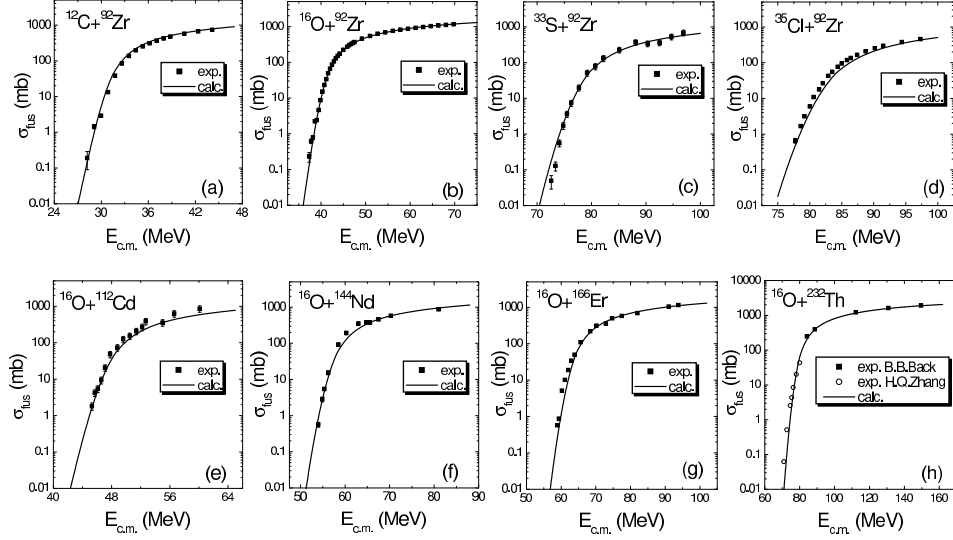 ¹²C+⁹²Zr
1000
100
10
1
0.1
0.01
σfus (mb)
exp.
calc.
(a)
24 28 32 36 40 44 48
Ec.m. (MeV)
¹⁶O+⁹²Zr
1000
100
10
1
0.1
0.01
σfus (mb)
exp.
calc.
(b)
40 50 60 70
Ec.m. (MeV)
³³S+⁹²Zr
1000
100
10
1
0.1
0.01
σfus (mb)
exp.
calc.
(c)
70 80 90 100
Ec.m. (MeV)
³⁵Cl+⁹²Zr
1000
100
10
1
0.1
0.01
σfus (mb)
exp.
calc.
(d)
75 80 85 90 95 100
Ec.m. (MeV)
¹⁶O+¹¹²Cd
1000
100
10
1
0.1
0.01
σfus (mb)
exp.
calc.
(e)
40 48 56 64
Ec.m. (MeV)
¹⁶O+¹⁴⁴Nd
1000
100
10
1
0.1
0.01
σfus (mb)
exp.
calc.
(f)
50 60 70 80 90
Ec.m. (MeV)
¹⁶O+¹⁶⁶Er
1000
100
10
1
0.1
0.01
σfus (mb)
exp.
calc.
(g)
50 60 70 80 90 100
Ec.m. (MeV)
¹⁶O+²³²Th
1000
100
10
1
0.1
0.01
σfus (mb)
exp. B.B.Back
exp. H.Q.Zhang
calc.
(h)
60 80 100 120 140 160
Ec.m. (MeV)